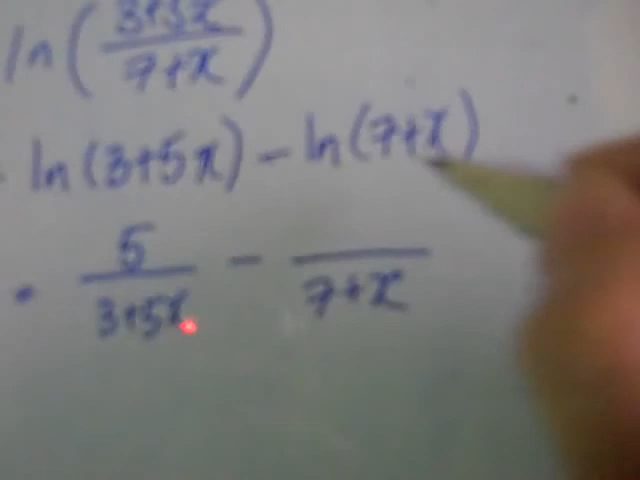 ln(3+5x / 7+x)
ln(3+5x) - ln(7+x)
5 / 3+5x - / 7+x